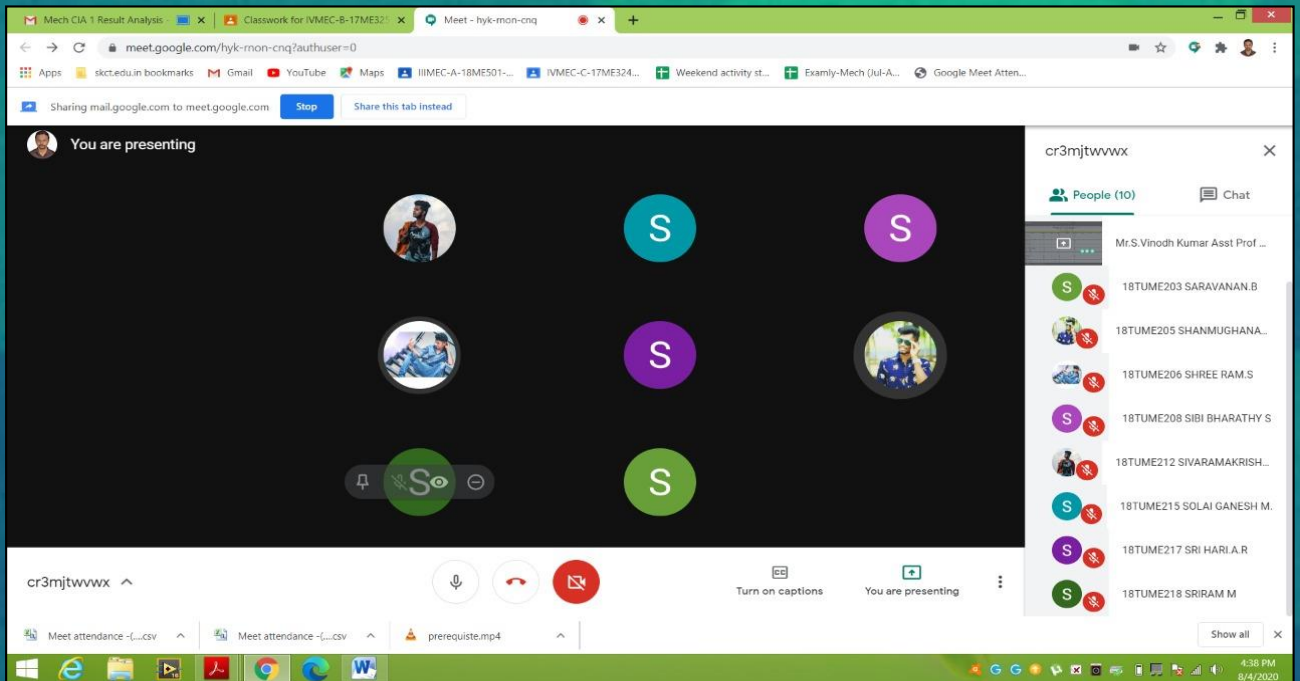 Mech CIA 1 Result Analysis -
Classwork for IVMEC-B-17ME32
Meet - hyk-mon-cnq
meet.google.com/hyk-mon-cnq?authuser=0
Apps
skct.edu.in bookmarks
Gmail
YouTube
Maps
IIIMEC-A-18ME501-...
IVMEC-C-17ME324...
Weekend activity st...
Examly-Mech (Jul-A...
Google Meet Atten...
Sharing mail.google.com to meet.google.com
Stop
Share this tab instead
You are presenting
S
S
S
S
S
cr3mjtwvwx
People (10)
Chat
Mr.S.Vinodh Kumar Asst Prof ...
S
18TUME203 SARAVANAN.B
18TUME205 SHANMUGHANA...
18TUME206 SHREE RAM.S
S
18TUME208 SIBI BHARATHY S
18TUME212 SIVARAMAKRISH...
S
18TUME215 SOLAI GANESH M.
S
18TUME217 SRI HARI.A.R
S
18TUME218 SRIRAM M
cr3mjtwvwx
CC
Turn on captions
You are presenting
Meet attendance -(....csv
Meet attendance -(....csv
prerequiste.mp4
Show all
4:38 PM
8/4/2020